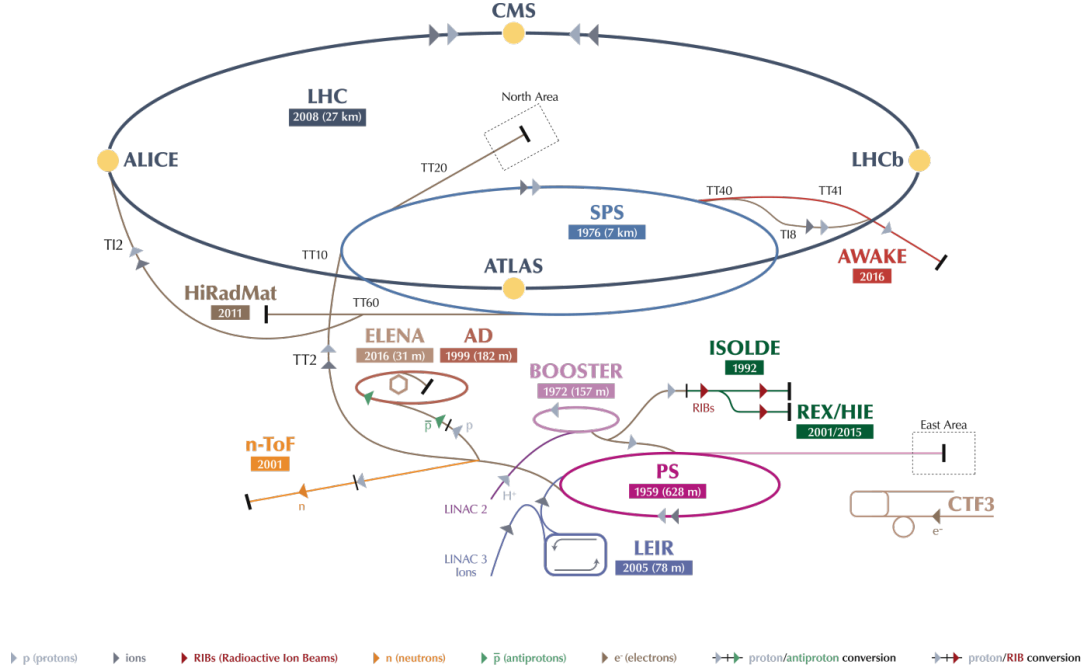 CMS
LHC
2008 (27 km)
North Area
ALICE
LHCb
TT20
TT40
TT41
SPS
1976 (7 km)
TI2
TT10
TI8
ATLAS
AWAKE
2016
HiRadMat
2011
TT60
TT2
ELENA
2016 (31 m)
AD
1999 (182 m)
ISOLDE
1992
BOOSTER
1972 (157 m)
RIBs
REX/HIE
2001/2015
p̅
p
East Area
n-ToF
2001
PS
1959 (628 m)
n
H⁺
LINAC 2
CTF3
e⁻
LINAC 3
Ions
LEIR
2005 (78 m)
p (protons)
ions
RIBs (Radioactive Ion Beams)
n (neutrons)
p̅ (antiprotons)
e⁻ (electrons)
proton/antiproton conversion
proton/RIB conversion